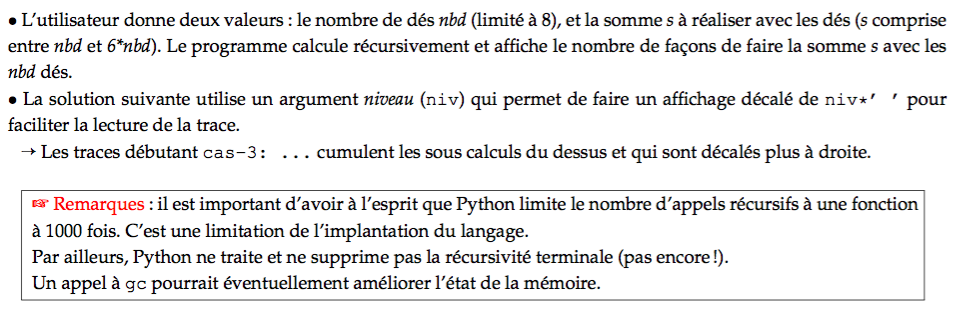 • L'utilisateur donne deux valeurs : le nombre de dés nbd (limité à 8), et la somme s à réaliser avec les dés (s comprise
entre nbd et 6*nbd). Le programme calcule récursivement et affiche le nombre de façons de faire la somme s avec les
nbd dés.
• La solution suivante utilise un argument niveau (niv) qui permet de faire un affichage décalé de niv*' ' pour
faciliter la lecture de la trace.
→ Les traces débutant cas-3: ... cumulent les sous calculs du dessus et qui sont décalés plus à droite.
☞ Remarques : il est important d'avoir à l'esprit que Python limite le nombre d'appels récursifs à une fonction
à 1000 fois. C'est une limitation de l'implantation du langage.
Par ailleurs, Python ne traite et ne supprime pas la récursivité terminale (pas encore !).
Un appel à gc pourrait éventuellement améliorer l'état de la mémoire.